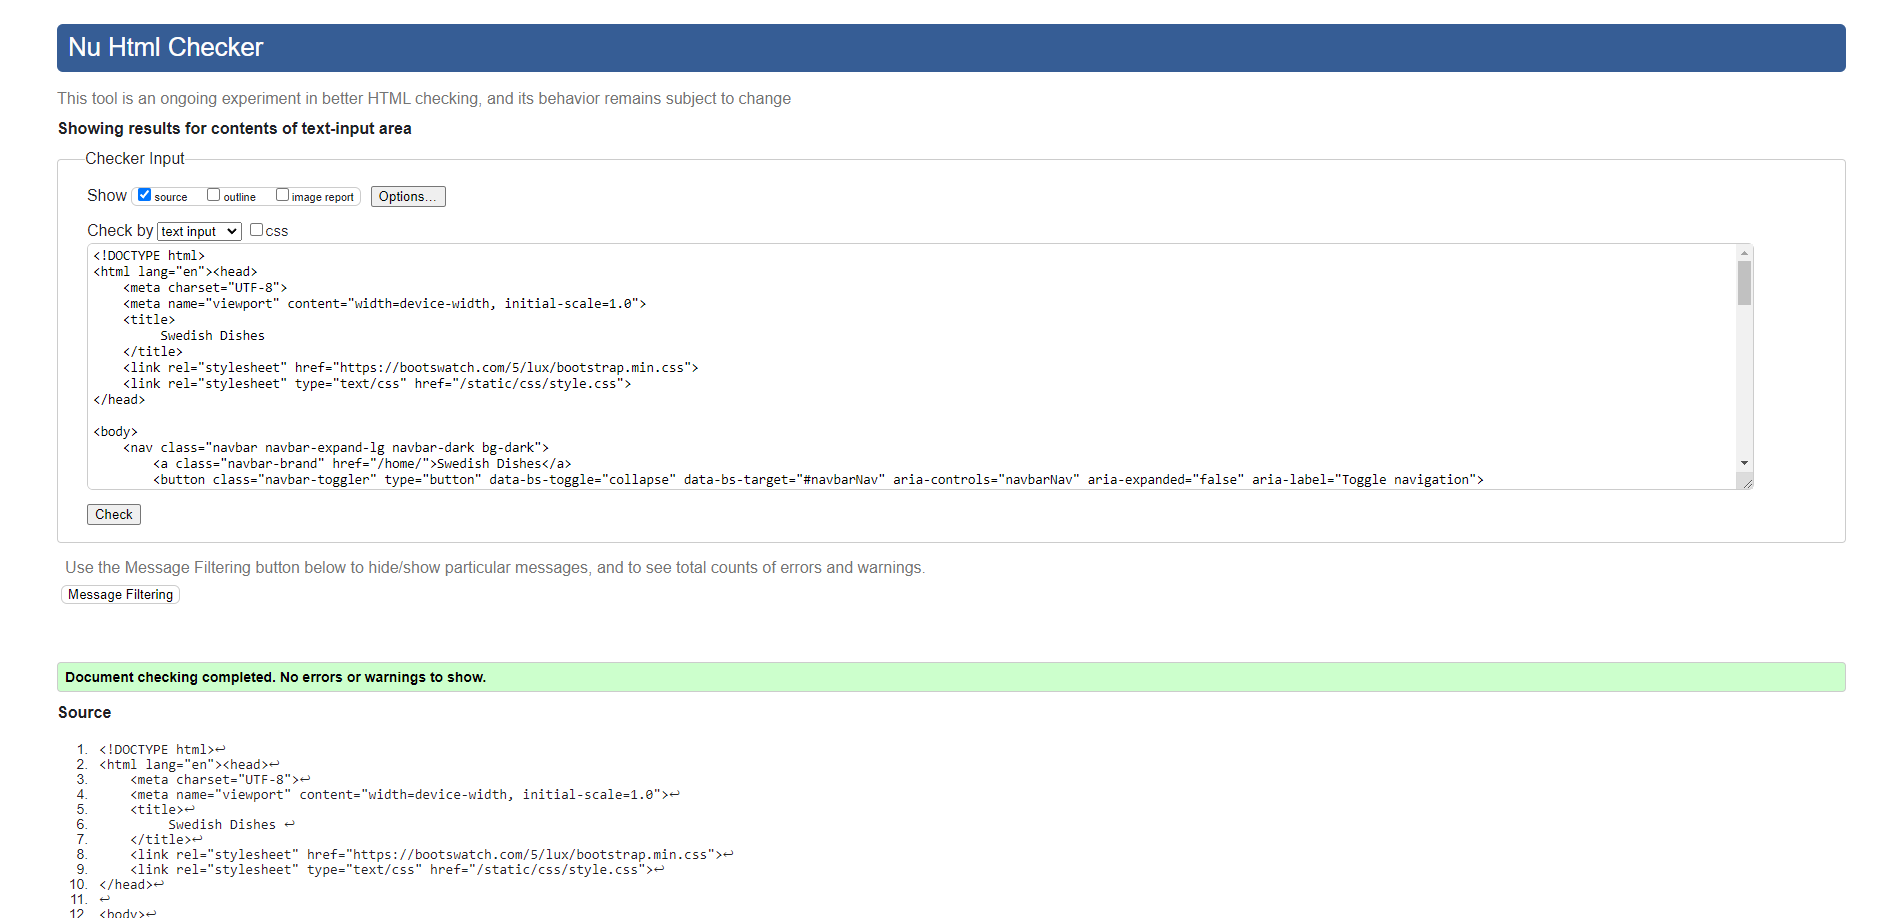 Nu Html Checker
This tool is an ongoing experiment in better HTML checking, and its behavior remains subject to change
Showing results for contents of text-input area
Checker Input
Show source outline image report Options...
Check by text input css
<!DOCTYPE html>
<html lang="en"><head>
    <meta charset="UTF-8">
    <meta name="viewport" content="width=device-width, initial-scale=1.0">
    <title>
         Swedish Dishes
    </title>
    <link rel="stylesheet" href="https://bootswatch.com/5/lux/bootstrap.min.css">
    <link rel="stylesheet" type="text/css" href="/static/css/style.css">
</head>
<body>
    <nav class="navbar navbar-expand-lg navbar-dark bg-dark">
        <a class="navbar-brand" href="/home/">Swedish Dishes</a>
        <button class="navbar-toggler" type="button" data-bs-toggle="collapse" data-bs-target="#navbarNav" aria-controls="navbarNav" aria-expanded="false" aria-label="Toggle navigation">
Check
Use the Message Filtering button below to hide/show particular messages, and to see total counts of errors and warnings.
Message Filtering
Document checking completed. No errors or warnings to show.
Source
1. <!DOCTYPE html>↩
2. <html lang="en"><head>↩
3.     <meta charset="UTF-8">↩
4.     <meta name="viewport" content="width=device-width, initial-scale=1.0">↩
5.     <title>↩
6.          Swedish Dishes ↩
7.     </title>↩
8.     <link rel="stylesheet" href="https://bootswatch.com/5/lux/bootstrap.min.css">↩
9.     <link rel="stylesheet" type="text/css" href="/static/css/style.css">↩
10. </head>↩
11. ↩
12. <body>↩